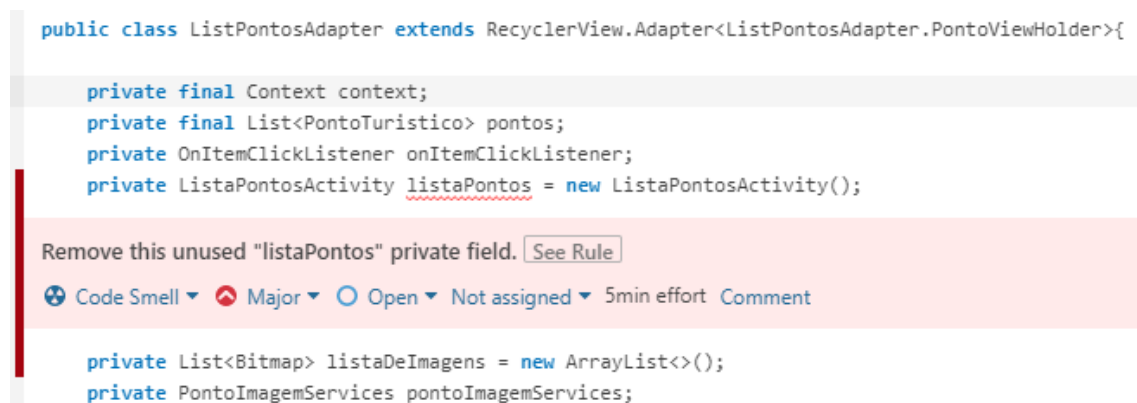 public class ListPontosAdapter extends RecyclerView.Adapter<ListPontosAdapter.PontoViewHolder>{
private final Context context;
private final List<PontoTuristico> pontos;
private OnItemClickListener onItemClickListener;
private ListaPontosActivity listaPontos = new ListaPontosActivity();
Remove this unused "listaPontos" private field. See Rule
Code Smell Major Open Not assigned 5min effort Comment
private List<Bitmap> listaDeImagens = new ArrayList<>();
private PontoImagemServices pontoImagemServices;